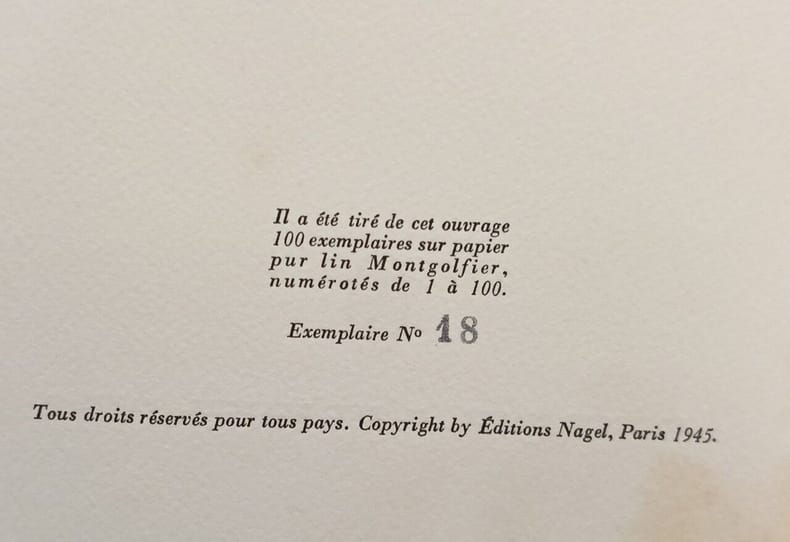 Il a été tiré de cet ouvrage
100 exemplaires sur papier
pur lin Montgolfier,
numérotés de 1 à 100.
Exemplaire Nº 18
Tous droits réservés pour tous pays. Copyright by Éditions Nagel, Paris 1945.